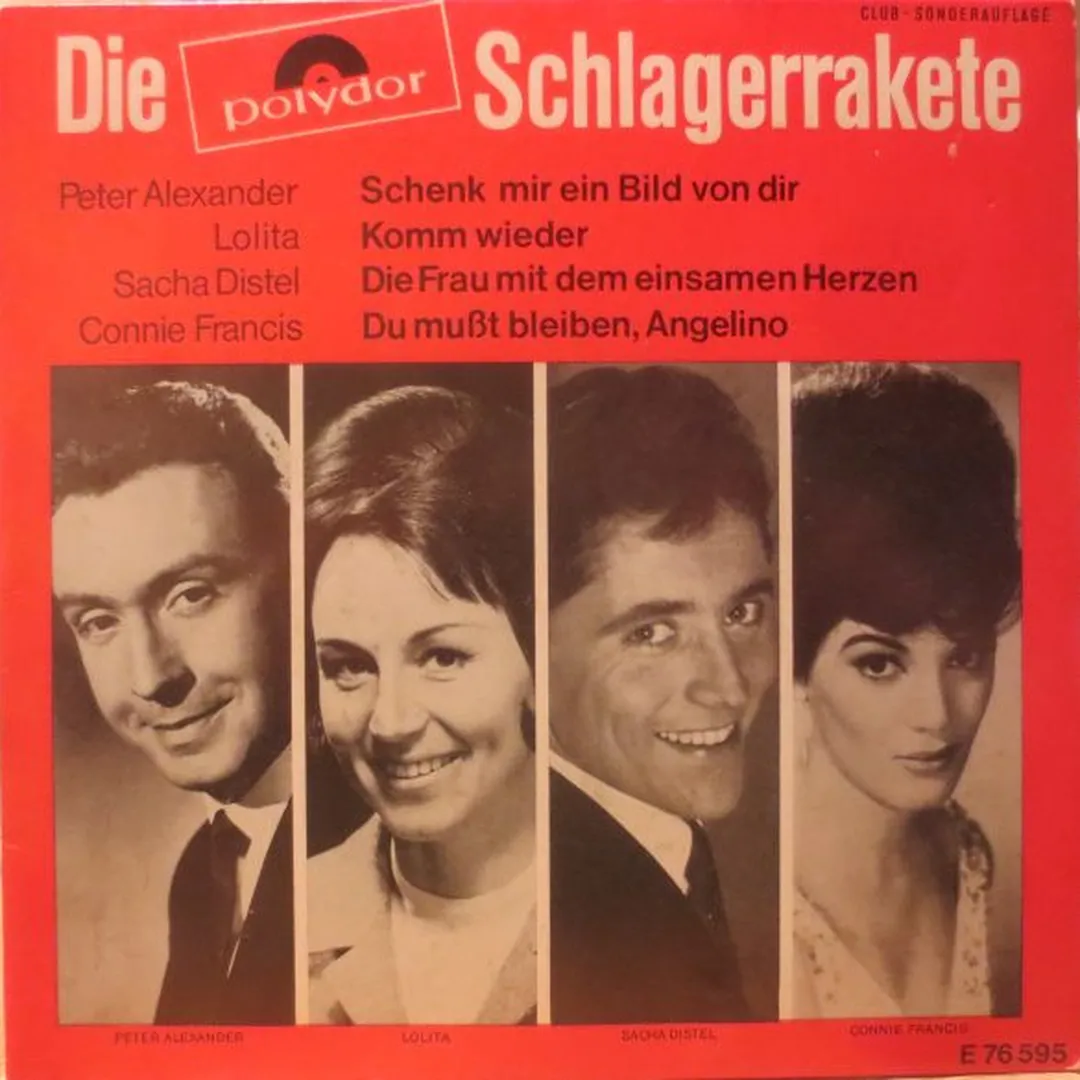 CLUB - SONDERAUFLAGE
Die polydor Schlagerrakete
Peter Alexander Schenk mir ein Bild von dir
Lolita Komm wieder
Sacha Distel Die Frau mit dem einsamen Herzen
Connie Francis Du mußt bleiben, Angelino
PETER ALEXANDER LOLITA SACHA DISTEL CONNIE FRANCIS
E 76 595